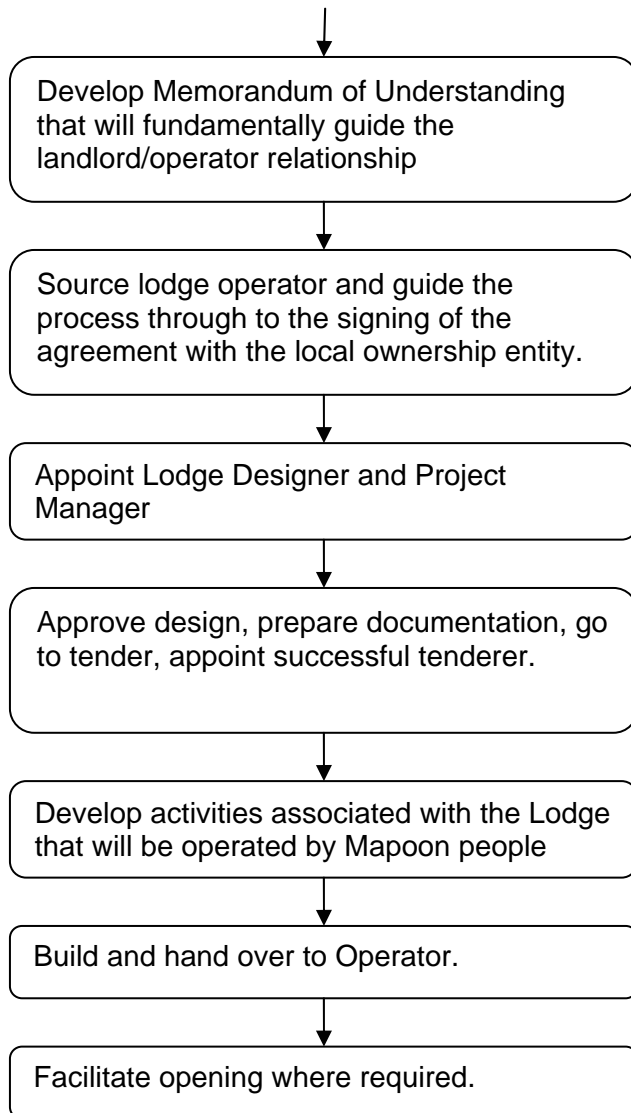 Develop Memorandum of Understanding
that will fundamentally guide the
landlord/operator relationship
Source lodge operator and guide the
process through to the signing of the
agreement with the local ownership entity.
Appoint Lodge Designer and Project
Manager
Approve design, prepare documentation, go
to tender, appoint successful tenderer.
Develop activities associated with the Lodge
that will be operated by Mapoon people
Build and hand over to Operator.
Facilitate opening where required.